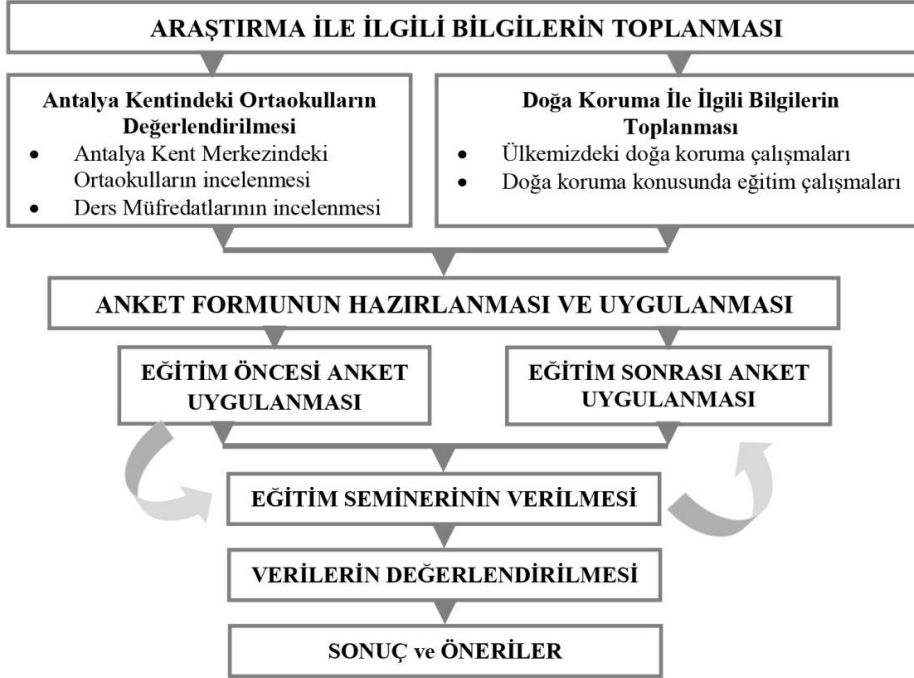 ARAŞTIRMA İLE İLGİLİ BİLGİLERİN TOPLANMASI
Antalya Kentindeki Ortaokulların
Değerlendirilmesi
• Antalya Kent Merkezindeki
Ortaokulların incelenmesi
• Ders Müfredatlarının incelenmesi
Doğa Koruma İle İlgili Bilgilerin
Toplanması
• Ülkemizdeki doğa koruma çalışmaları
• Doğa koruma konusunda eğitim çalışmaları
ANKET FORMUNUN HAZIRLANMASI VE UYGULANMASI
EĞİTİM ÖNCESİ ANKET
UYGULANMASI
EĞİTİM SONRASI ANKET
UYGULANMASI
EĞİTİM SEMİNERİNİN VERİLMESİ
VERİLERİN DEĞERLENDİRİLMESİ
SONUÇ ve ÖNERİLER